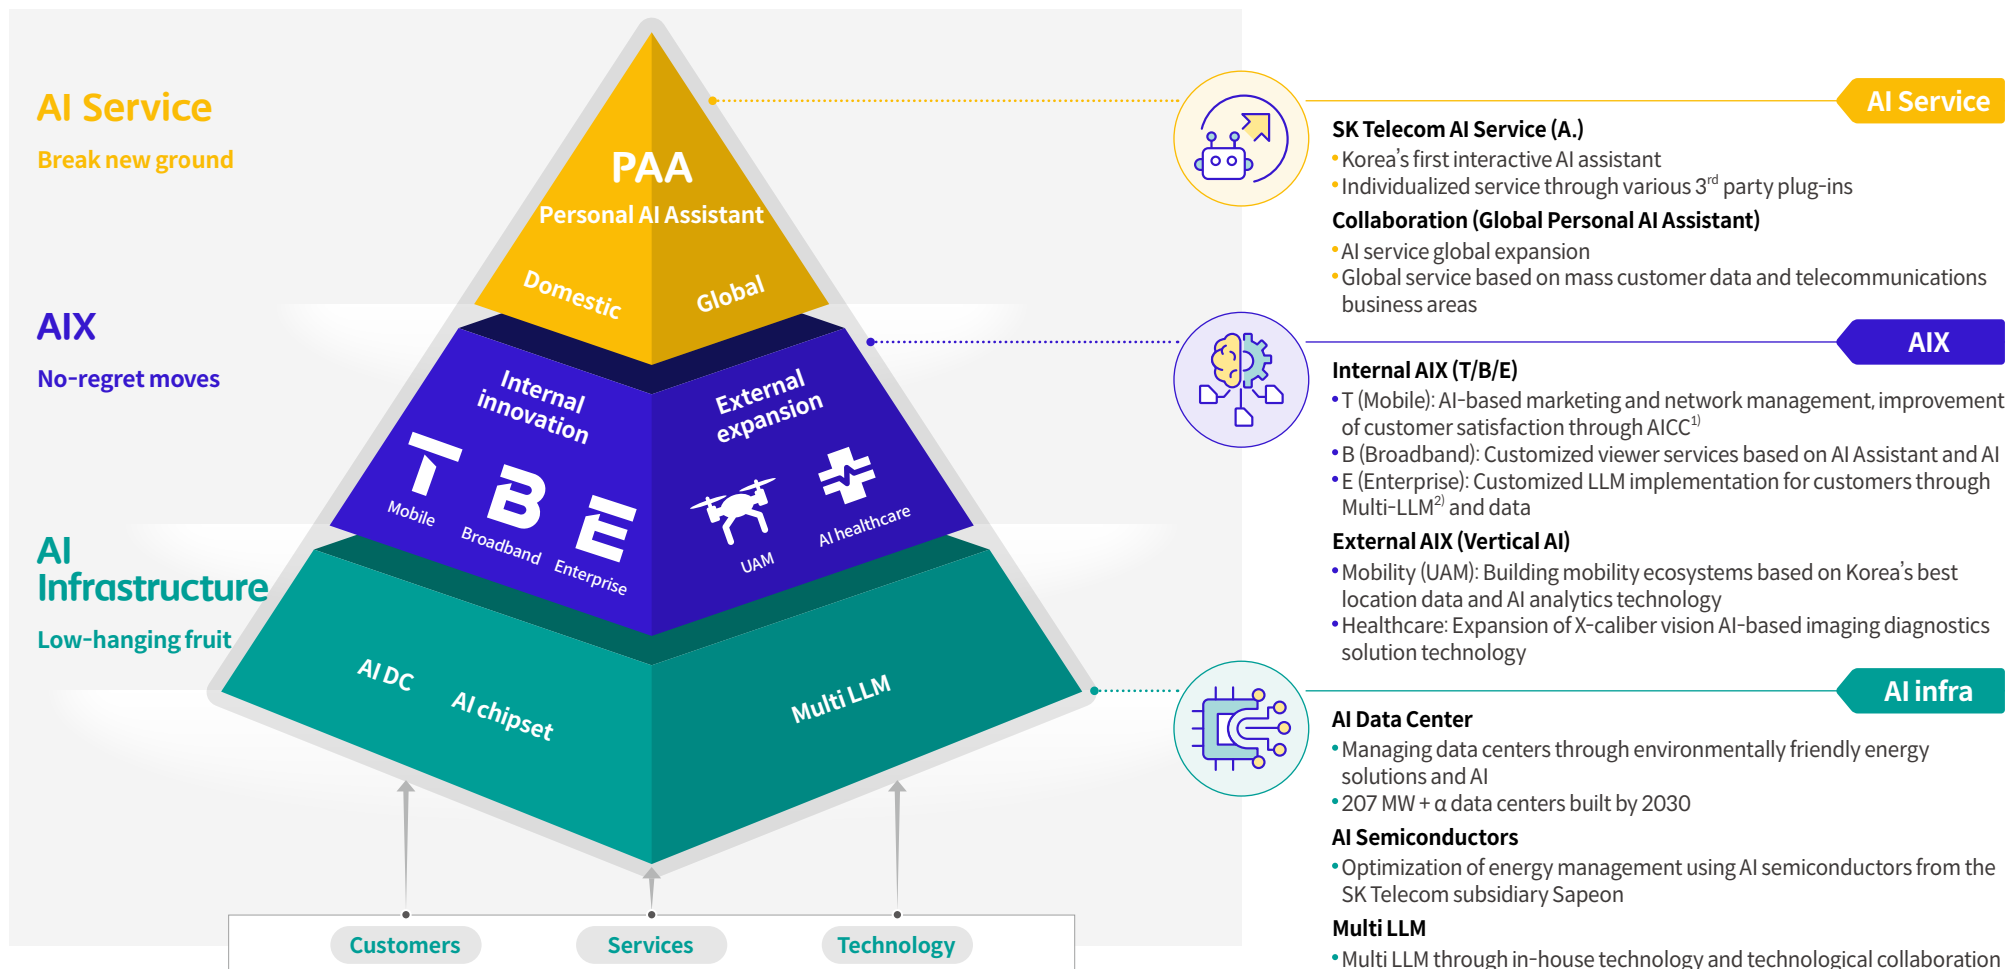 AI Service
Break new ground
AIX
No-regret moves
AI
Infrastructure
Low-hanging fruit
PAA
Personal AI Assistant
Domestic
Global
Internal
innovation
External
expansion
T
Mobile
B
Broadband
E
Enterprise
UAM
AI healthcare
AI DC
AI chipset
Multi LLM
Customers
Services
Technology
AI Service
SK Telecom AI Service (A.)
• Korea's first interactive AI assistant
• Individualized service through various 3rd party plug-ins
Collaboration (Global Personal AI Assistant)
• AI service global expansion
• Global service based on mass customer data and telecommunications
business areas
AIX
Internal AIX (T/B/E)
• T (Mobile): AI-based marketing and network management, improvement
of customer satisfaction through AICC1)
• B (Broadband): Customized viewer services based on AI Assistant and AI
• E (Enterprise): Customized LLM implementation for customers through
Multi-LLM2) and data
External AIX (Vertical AI)
• Mobility (UAM): Building mobility ecosystems based on Korea's best
location data and AI analytics technology
• Healthcare: Expansion of X-caliber vision AI-based imaging diagnostics
solution technology
AI infra
AI Data Center
• Managing data centers through environmentally friendly energy
solutions and AI
• 207 MW + α data centers built by 2030
AI Semiconductors
• Optimization of energy management using AI semiconductors from the
SK Telecom subsidiary Sapeon
Multi LLM
• Multi LLM through in-house technology and technological collaboration